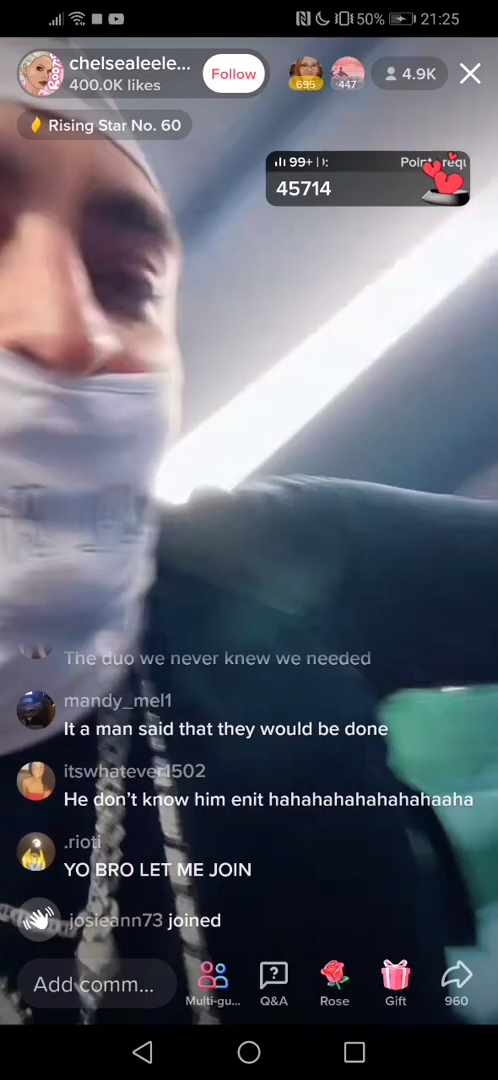 50% 21:25
chelsealeele...
400.0K likes
Follow
695
447
4.9K
Rising Star No. 60
99+
45714
The duo we never knew we needed
mandy_mel1
It a man said that they would be done
itswhatever1502
He don't know him enit hahahahahahahahaaha
.rioti
YO BRO LET ME JOIN
josieann73 joined
Add comm...
Multi-gu...
Q&A
Rose
Gift
960